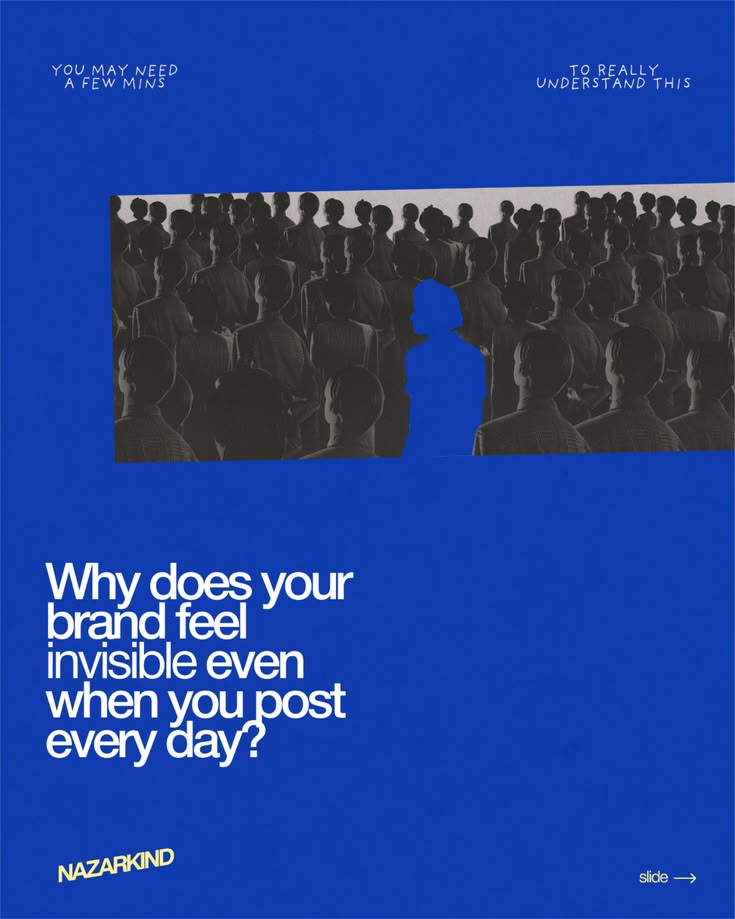 YOU MAY NEED
A FEW MINS
TO REALLY
UNDERSTAND THIS
Why does your
brand feel
invisible even
when you post
every day?
NAZARKIND
slide →